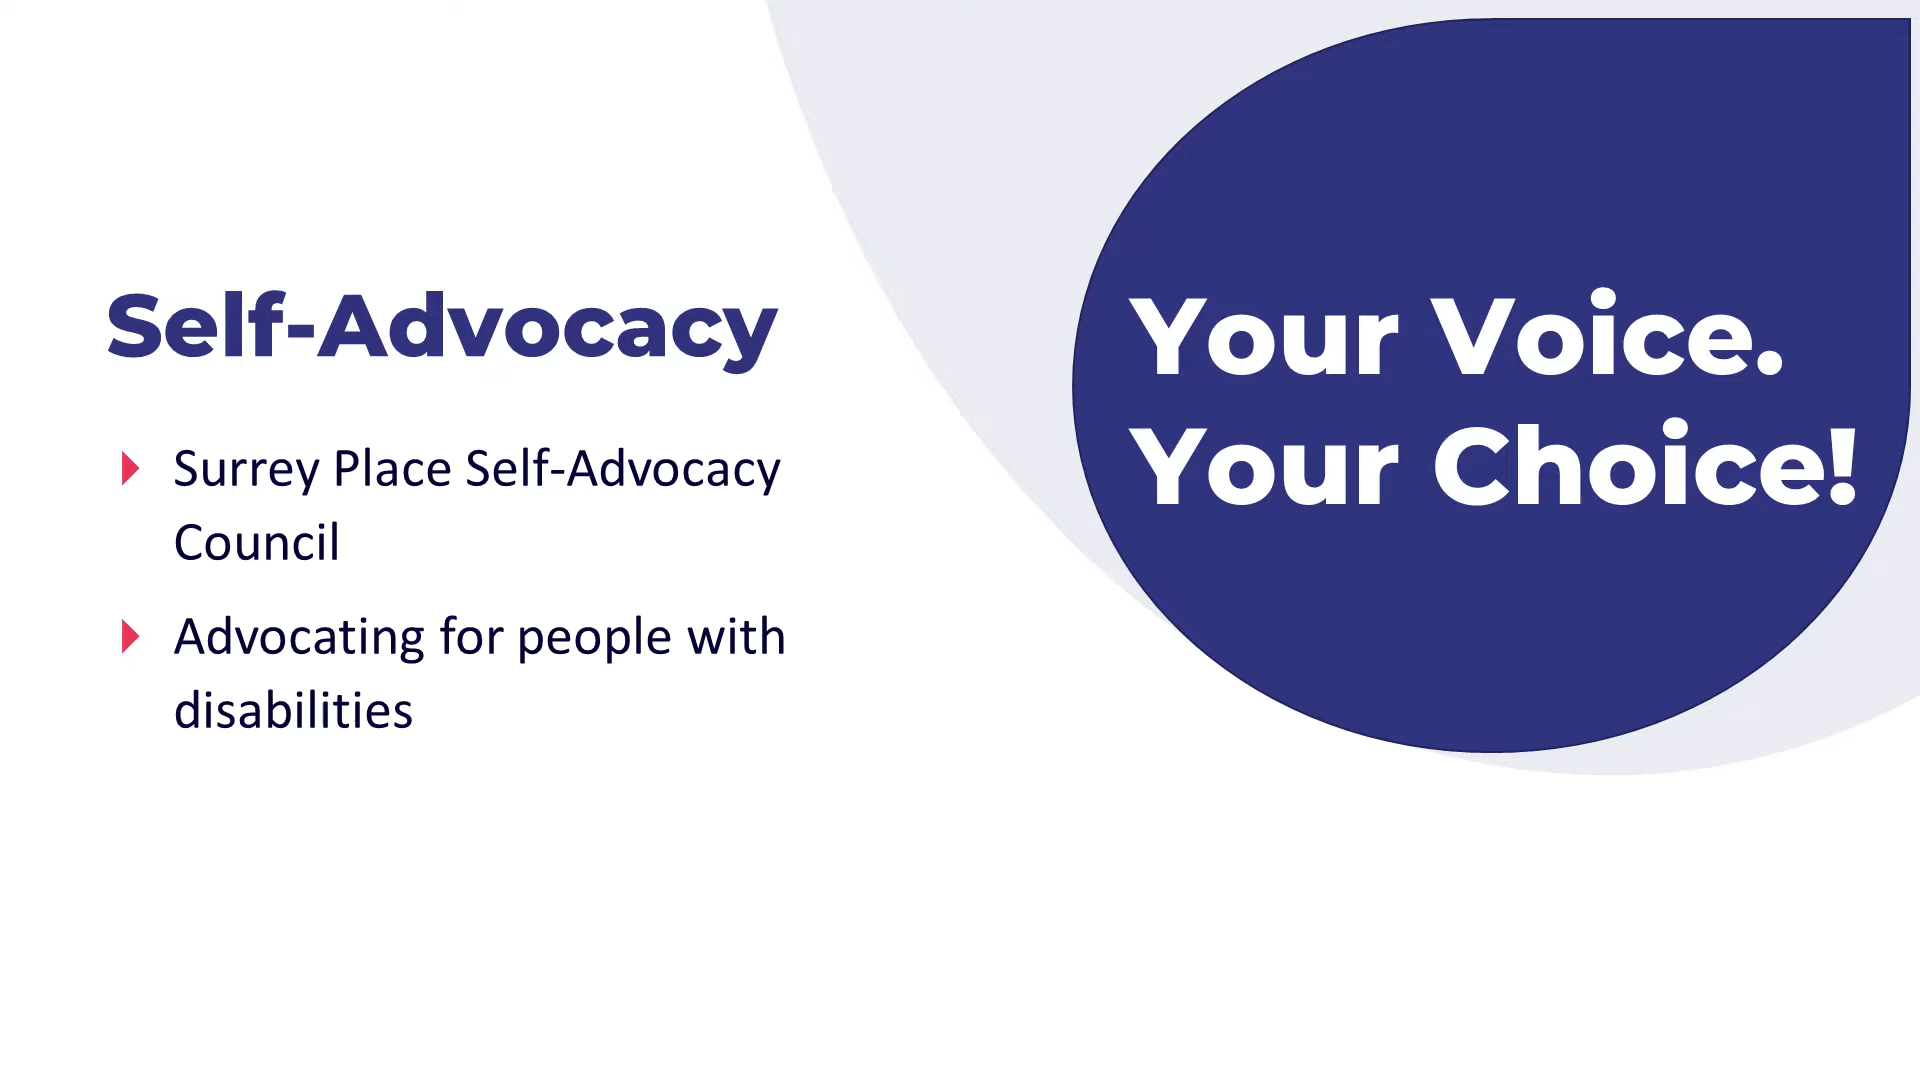 Self-Advocacy
Surrey Place Self-Advocacy
Council
Advocating for people with
disabilities
Your Voice.
Your Choice!